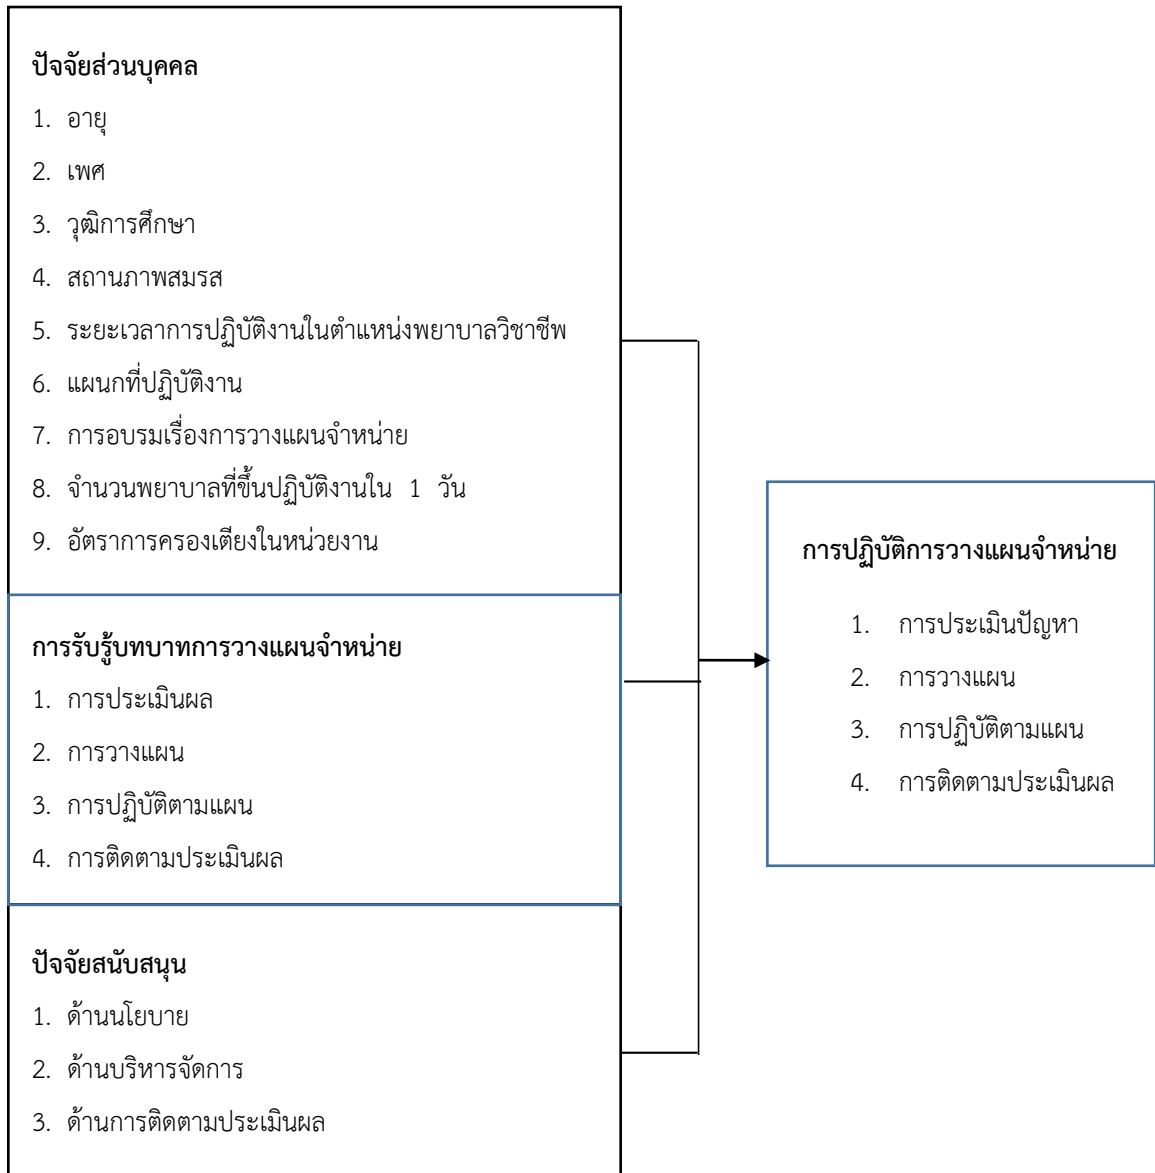 ปัจจัยส่วนบุคคล
1. อายุ
2. เพศ
3. วุฒิการศึกษา
4. สถานภาพสมรส
5. ระยะเวลาการปฏิบัติงานในตำแหน่งพยาบาลวิชาชีพ
6. แผนกที่ปฏิบัติงาน
7. การอบรมเรื่องการวางแผนจำหน่าย
8. จำนวนพยาบาลที่ขึ้นปฏิบัติงานใน 1 วัน
9. อัตราการครองเตียงในหน่วยงาน
การรับรู้บทบาทการวางแผนจำหน่าย
1. การประเมินผล
2. การวางแผน
3. การปฏิบัติตามแผน
4. การติดตามประเมินผล
ปัจจัยสนับสนุน
1. ด้านนโยบาย
2. ด้านบริหารจัดการ
3. ด้านการติดตามประเมินผล
การปฏิบัติการวางแผนจำหน่าย
1. การประเมินปัญหา
2. การวางแผน
3. การปฏิบัติตามแผน
4. การติดตามประเมินผล